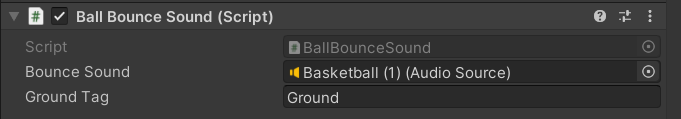 Ball Bounce Sound (Script)
Script BallBounceSound
Bounce Sound Basketball (1) (Audio Source)
Ground Tag Ground